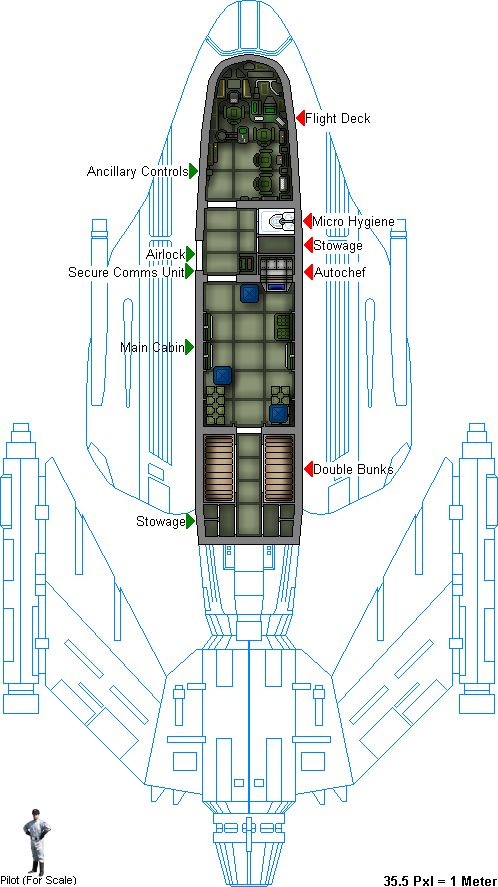 Flight Deck
Ancillary Controls
Micro Hygiene
Stowage
Airlock
Secure Comms Unit
Autochef
Main Cabin
Double Bunks
Stowage
Pilot (For Scale)
35.5 Pxl = 1 Meter